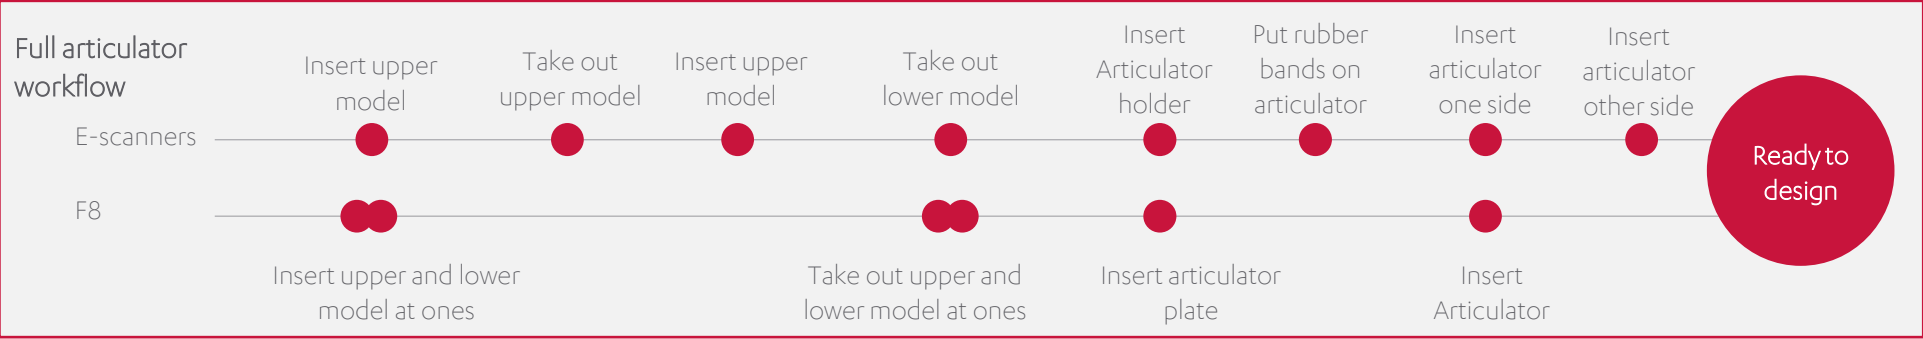 Full articulator
workflow
Insert upper
model
Take out
upper model
Insert upper
model
Take out
lower model
Insert
Articulator
holder
Put rubber
bands on
articulator
Insert
articulator
one side
Insert
articulator
other side
E-scanners
Ready to
design
F8
Insert upper and lower
model at ones
Take out upper and
lower model at ones
Insert articulator
plate
Insert
Articulator